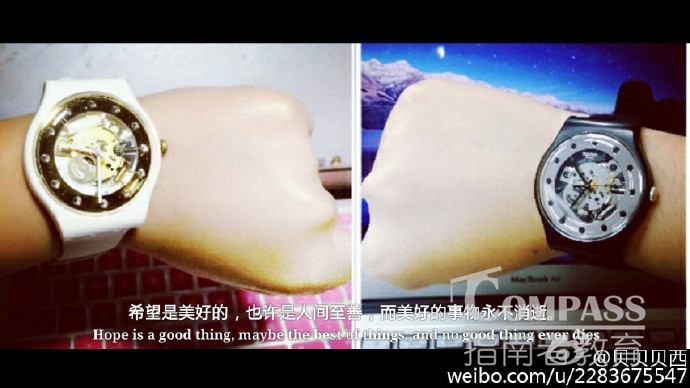 MacBook Air
希望是美好的，也许是人间至善，而美好的事物永不消逝。
Hope is a good thing, maybe the best of things, and no good thing ever dies
COMPASS
指南者教育
@贝贝贝西
weibo.com/u/2283675547